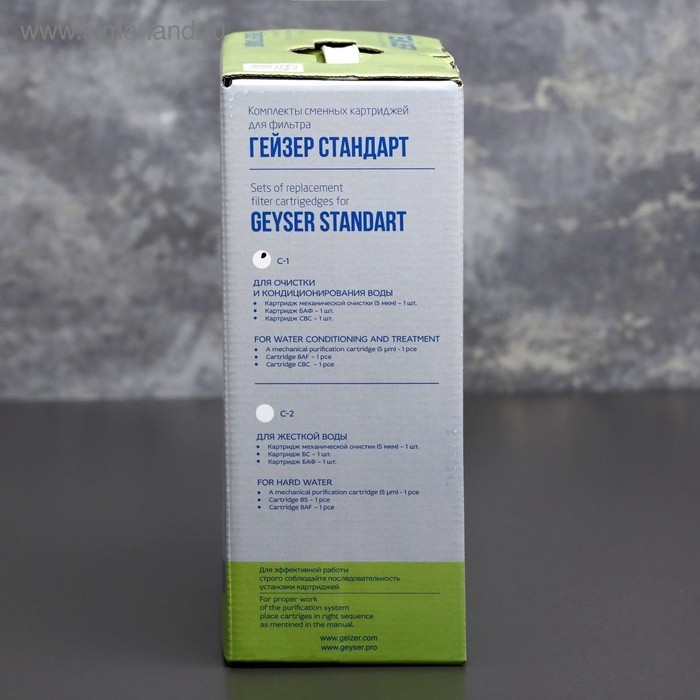 Комплекты сменных картриджей
для фильтра
ГЕЙЗЕР СТАНДАРТ
Sets of replacement
filter cartrigedges for
GEYSER STANDART
С-1
ДЛЯ ОЧИСТКИ
И КОНДИЦИОНИРОВАНИЯ ВОДЫ
• Картридж механической очистки (5 мкм) – 1 шт.
• Картридж БАФ – 1 шт.
• Картридж СВС – 1 шт.
FOR WATER CONDITIONING AND TREATMENT
• A mechanical purification cartridge (5 µm) - 1 pce
• Cartridge BAF – 1 pce
• Cartridge CBC – 1 pce
С-2
ДЛЯ ЖЕСТКОЙ ВОДЫ
• Картридж механической очистки (5 мкм) – 1 шт.
• Картридж БС – 1 шт.
• Картридж БАФ – 1 шт.
FOR HARD WATER
• A mechanical purification cartridge (5 µm) - 1 pce
• Cartridge BS – 1 pce
• Cartridge BAF – 1 pce
Для эффективной работы
строго соблюдайте последовательность
установки картриджей
For proper work
of the purification system
place cartriges in right sequence
as mentined in the manual.
www.geizer.com
www.geyser.pro